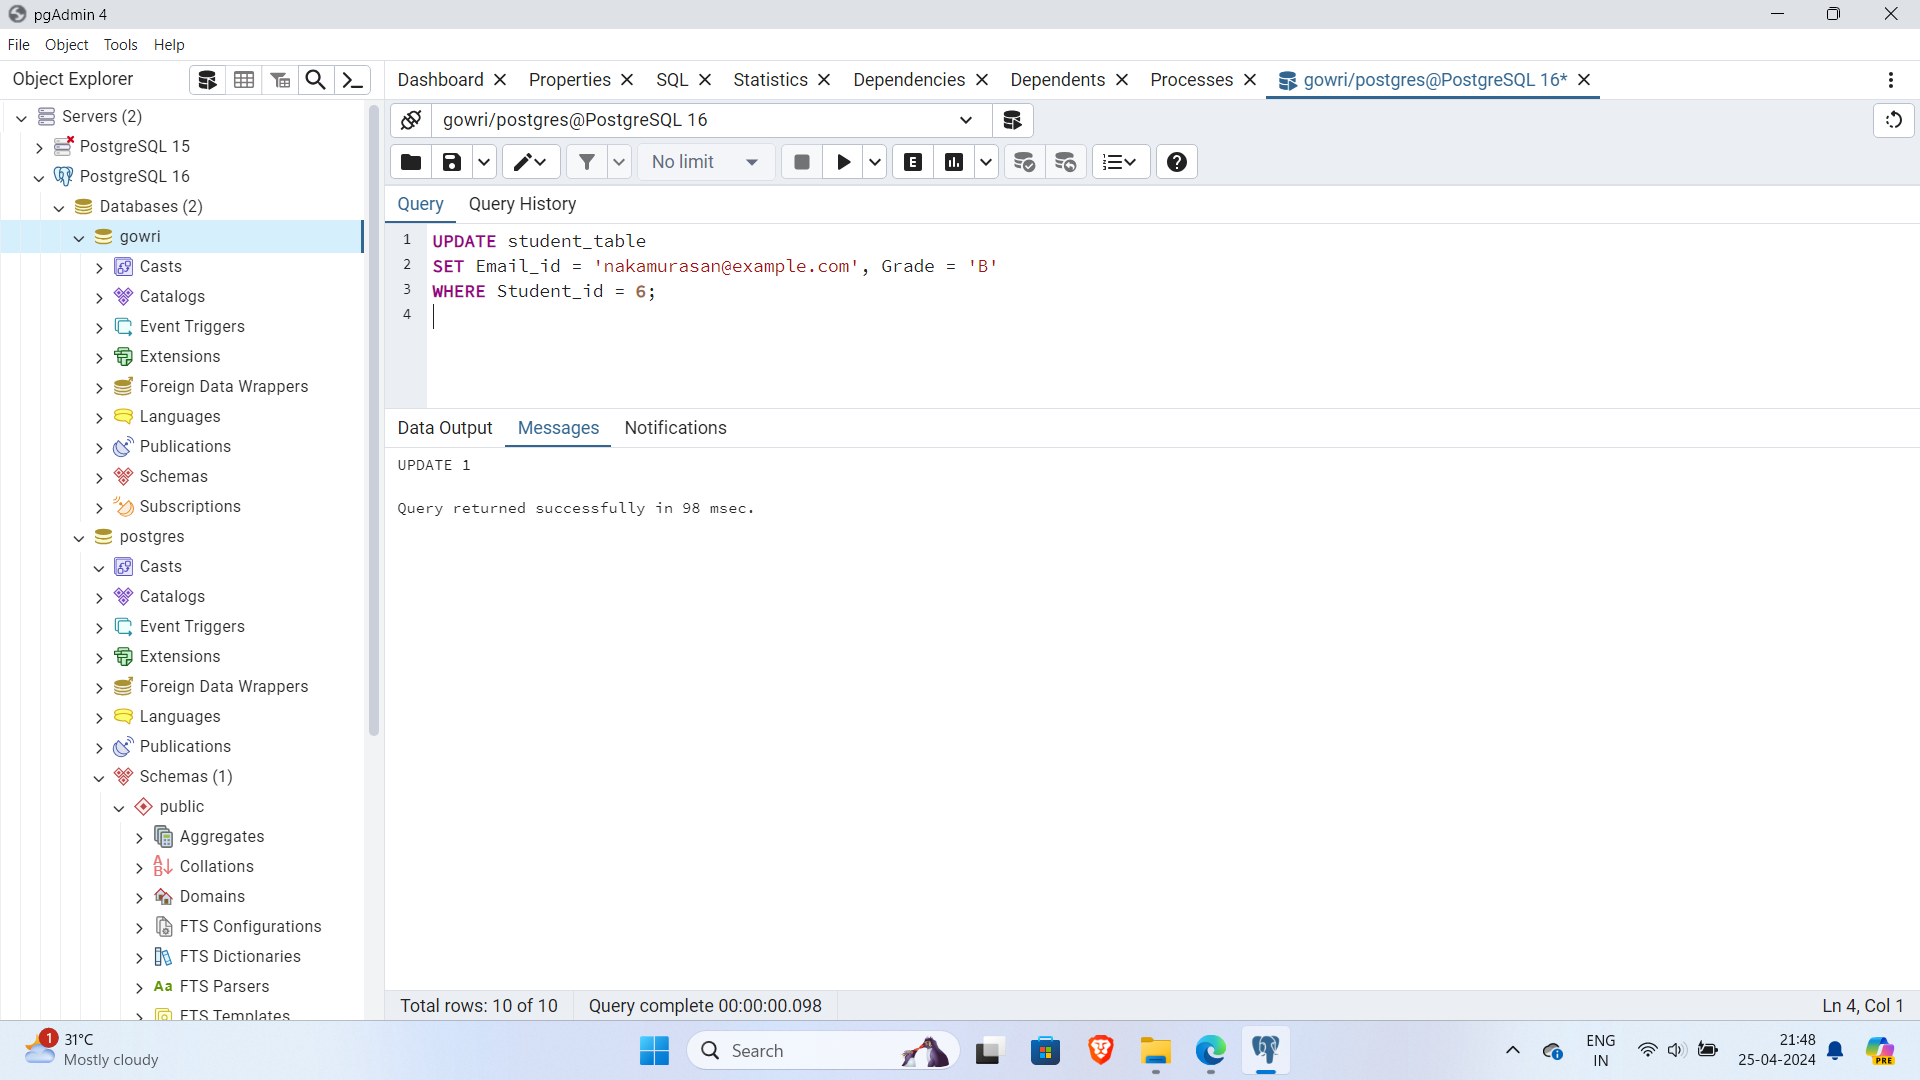 pgAdmin 4
File Object Tools Help
Object Explorer
Dashboard Properties SQL Statistics Dependencies Dependents Processes gowri/postgres@PostgreSQL 16*
Servers (2)
PostgreSQL 15
PostgreSQL 16
Databases (2)
gowri
Casts
Catalogs
Event Triggers
Extensions
Foreign Data Wrappers
Languages
Publications
Schemas
Subscriptions
postgres
Casts
Catalogs
Event Triggers
Extensions
Foreign Data Wrappers
Languages
Publications
Schemas (1)
public
Aggregates
Collations
Domains
FTS Configurations
FTS Dictionaries
Aa FTS Parsers
FTS Templates
gowri/postgres@PostgreSQL 16
No limit
E
Query Query History
1 UPDATE student_table
2 SET Email_id = 'nakamurasan@example.com', Grade = 'B'
3 WHERE Student_id = 6;
4
Data Output Messages Notifications
UPDATE 1
Query returned successfully in 98 msec.
Total rows: 10 of 10 Query complete 00:00:00.098 Ln 4, Col 1
1 31°C
Mostly cloudy
Search
ENG
IN
21:48
25-04-2024
PRE